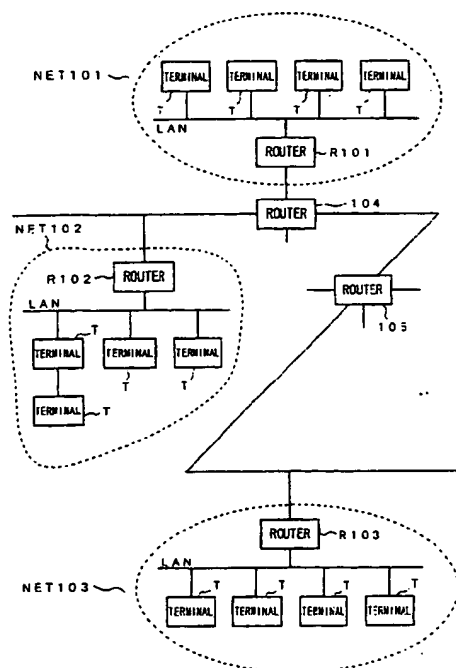 NET101
TERMINAL TERMINAL TERMINAL TERMINAL
T T T T
LAN
ROUTER R101
ROUTER 104
NET102
R102 ROUTER
ROUTER
105
LAN
T
TERMINAL TERMINAL TERMINAL
T T
TERMINAL T
ROUTER R103
LAN
T T T T
NET103
TERMINAL TERMINAL TERMINAL TERMINAL